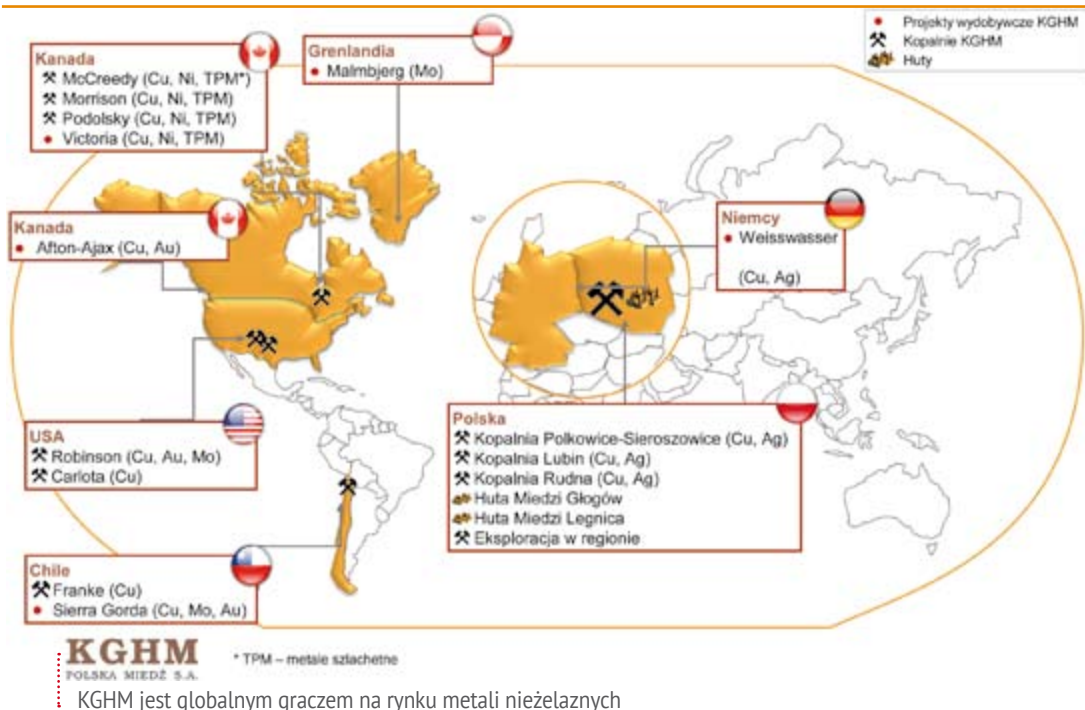 Projekty wydobywcze KGHM
Kopalnie KGHM
Huty
Kanada
McCreedy (Cu, Ni, TPM*)
Morrison (Cu, Ni, TPM)
Podolsky (Cu, Ni, TPM)
Victoria (Cu, Ni, TPM)
Grenlandia
Malmbjerg (Mo)
Kanada
Afton-Ajax (Cu, Au)
Niemcy
Weisswasser
(Cu, Ag)
USA
Robinson (Cu, Au, Mo)
Carlota (Cu)
Polska
Kopalnia Polkowice-Sieroszowice (Cu, Ag)
Kopalnia Lubin (Cu, Ag)
Kopalnia Rudna (Cu, Ag)
Huta Miedzi Głogów
Huta Miedzi Legnica
Eksploracja w regionie
Chile
Franke (Cu)
Sierra Gorda (Cu, Mo, Au)
KGHM
POLSKA MIEDŹ S.A.
* TPM – metale szlachetne
KGHM jest globalnym graczem na rynku metali nieżelaznych